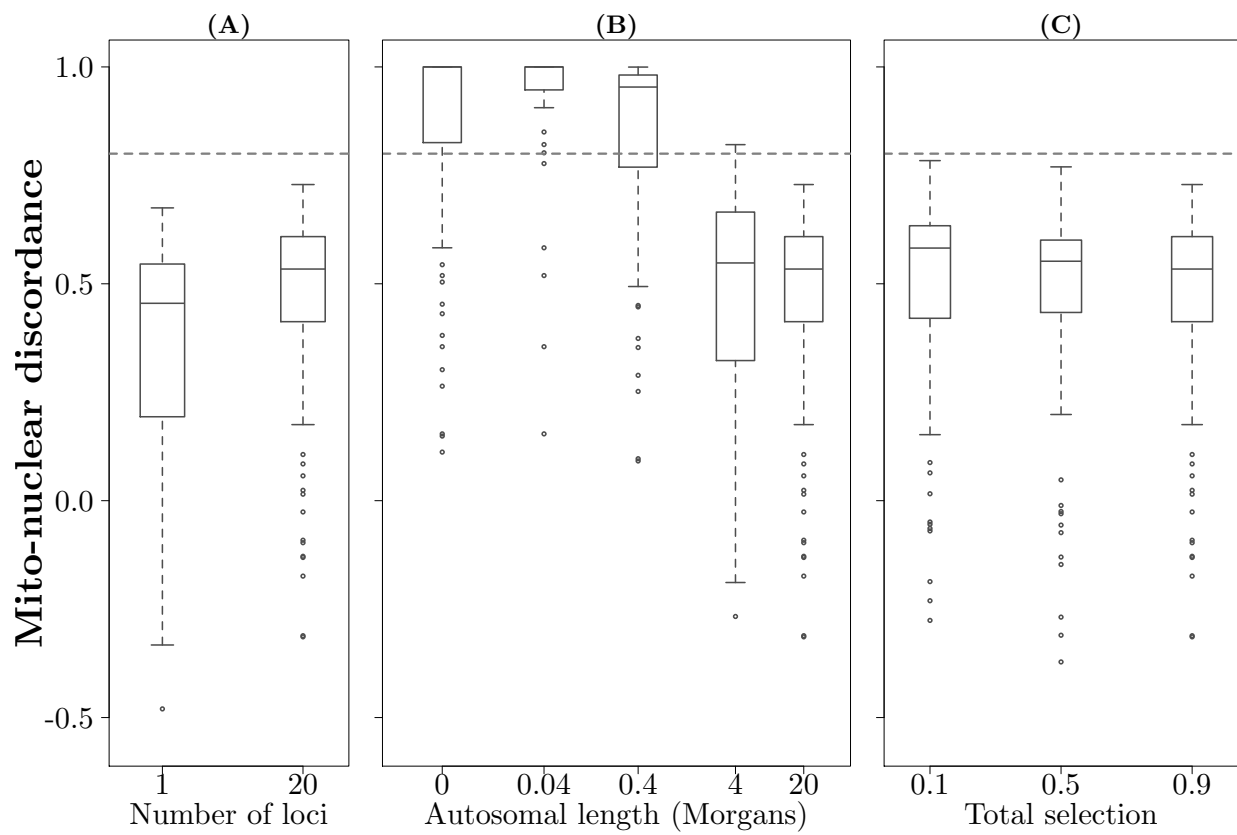 (A) (B) (C)
Mito-nuclear discordance
1.0
0.5
0.0
-0.5
1 20 0 0.04 0.4 4 20 0.1 0.5 0.9
Number of loci Autosomal length (Morgans) Total selection